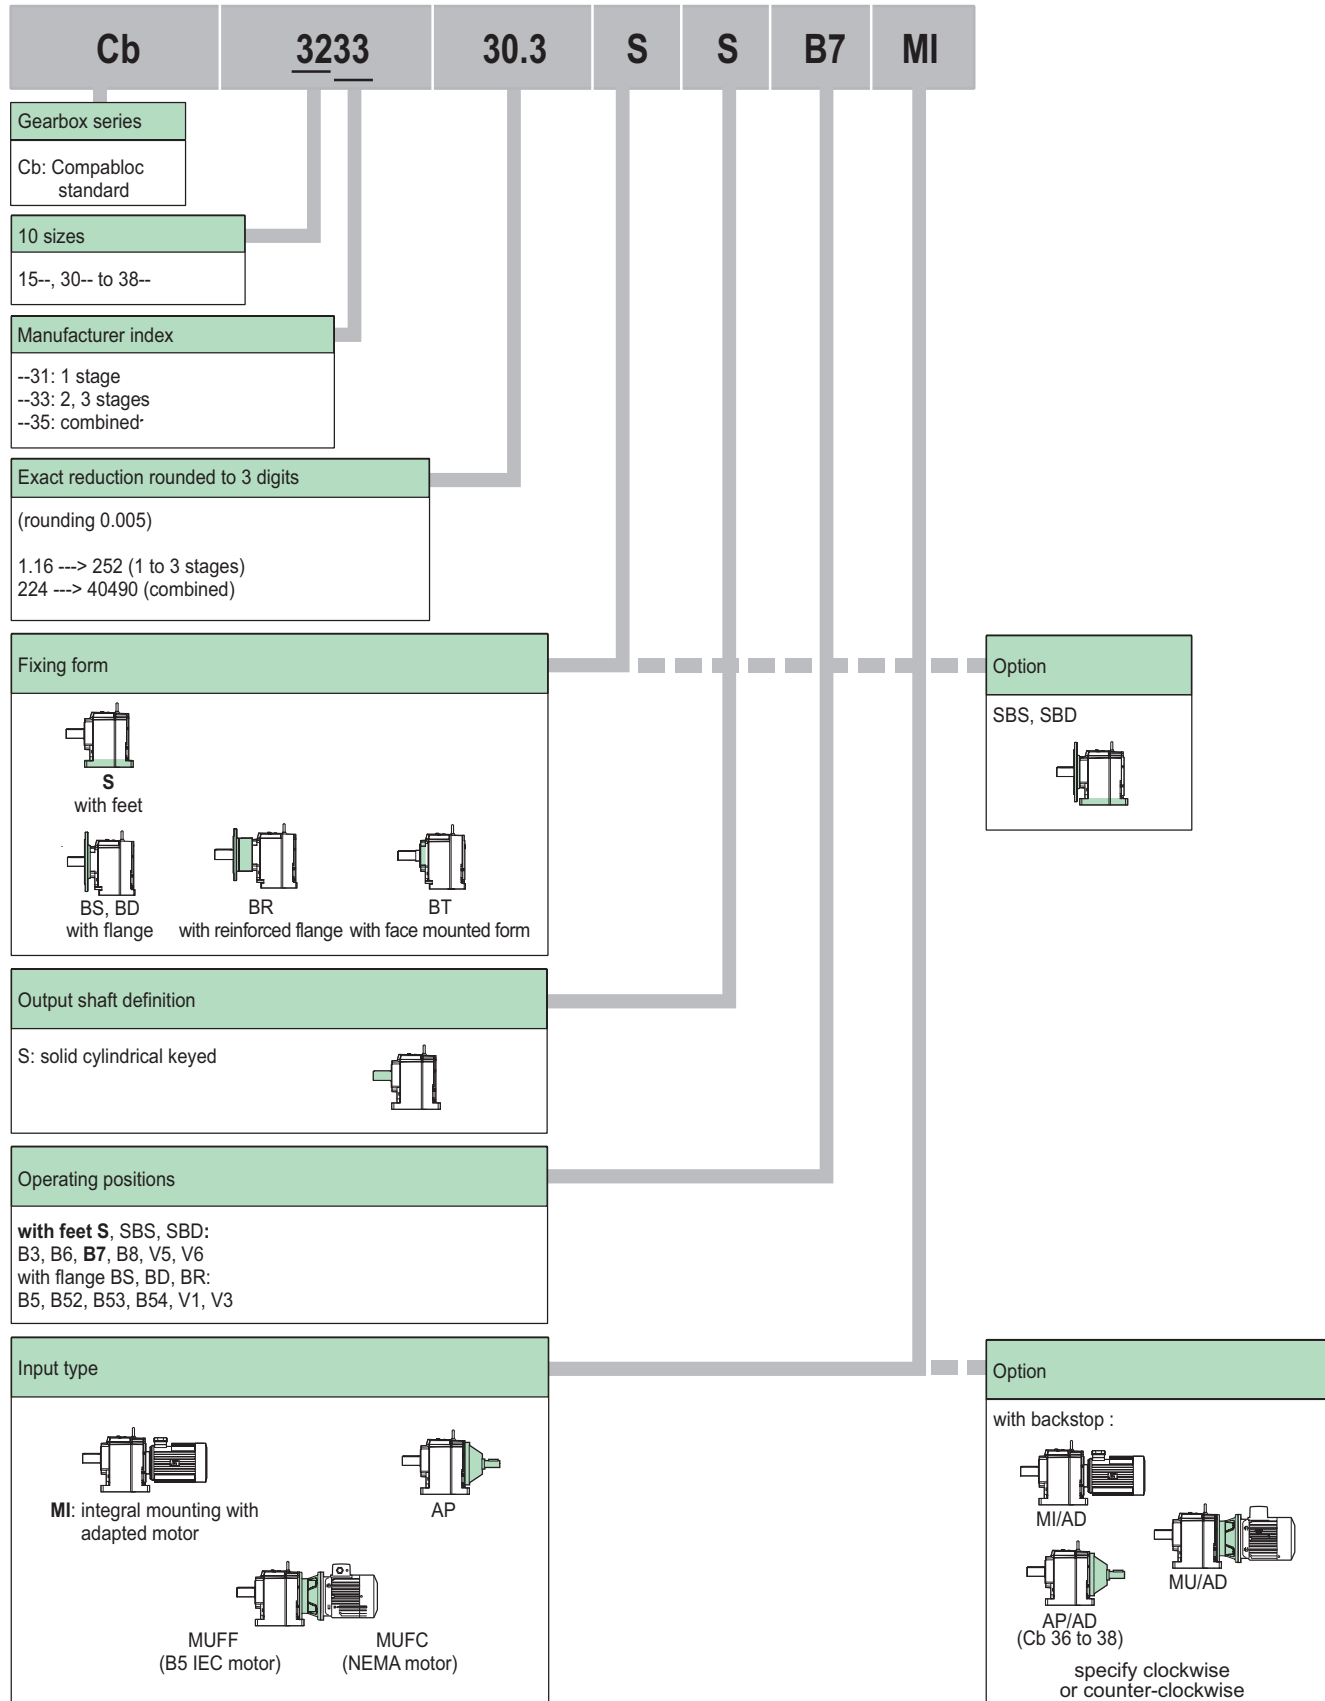 Cb 3233 30.3 S S B7 MI
Gearbox series
Cb: Compabloc
standard
10 sizes
15--, 30-- to 38--
Manufacturer index
--31: 1 stage
--33: 2, 3 stages
--35: combined
Exact reduction rounded to 3 digits
(rounding 0.005)
1.16 ---> 252 (1 to 3 stages)
224 ---> 40490 (combined)
Fixing form
S
with feet
BS, BD
with flange
BR
with reinforced flange
BT
with face mounted form
Option
SBS, SBD
Output shaft definition
S: solid cylindrical keyed
Operating positions
with feet S, SBS, SBD:
B3, B6, B7, B8, V5, V6
with flange BS, BD, BR:
B5, B52, B53, B54, V1, V3
Input type
MI: integral mounting with
adapted motor
AP
MUFF
(B5 IEC motor)
MUFC
(NEMA motor)
Option
with backstop :
MI/AD
MU/AD
AP/AD
(Cb 36 to 38)
specify clockwise
or counter-clockwise